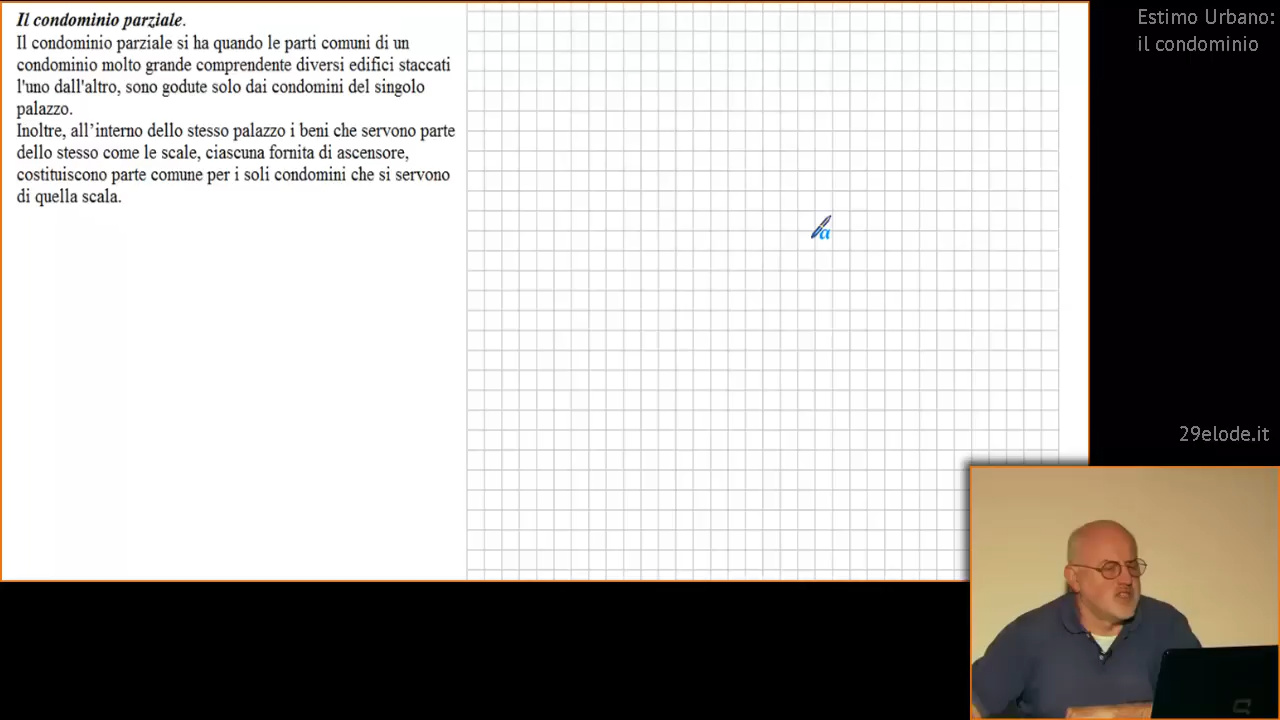 Il condominio parziale.
Il condominio parziale si ha quando le parti comuni di un
condominio molto grande comprendente diversi edifici staccati
l'uno dall'altro, sono godute solo dai condomini del singolo
palazzo.
Inoltre, all’interno dello stesso palazzo i beni che servono parte
dello stesso come le scale, ciascuna fornita di ascensore,
costituiscono parte comune per i soli condomini che si servono
di quella scala.
a
Estimo Urbano:
il condominio
29elode.it